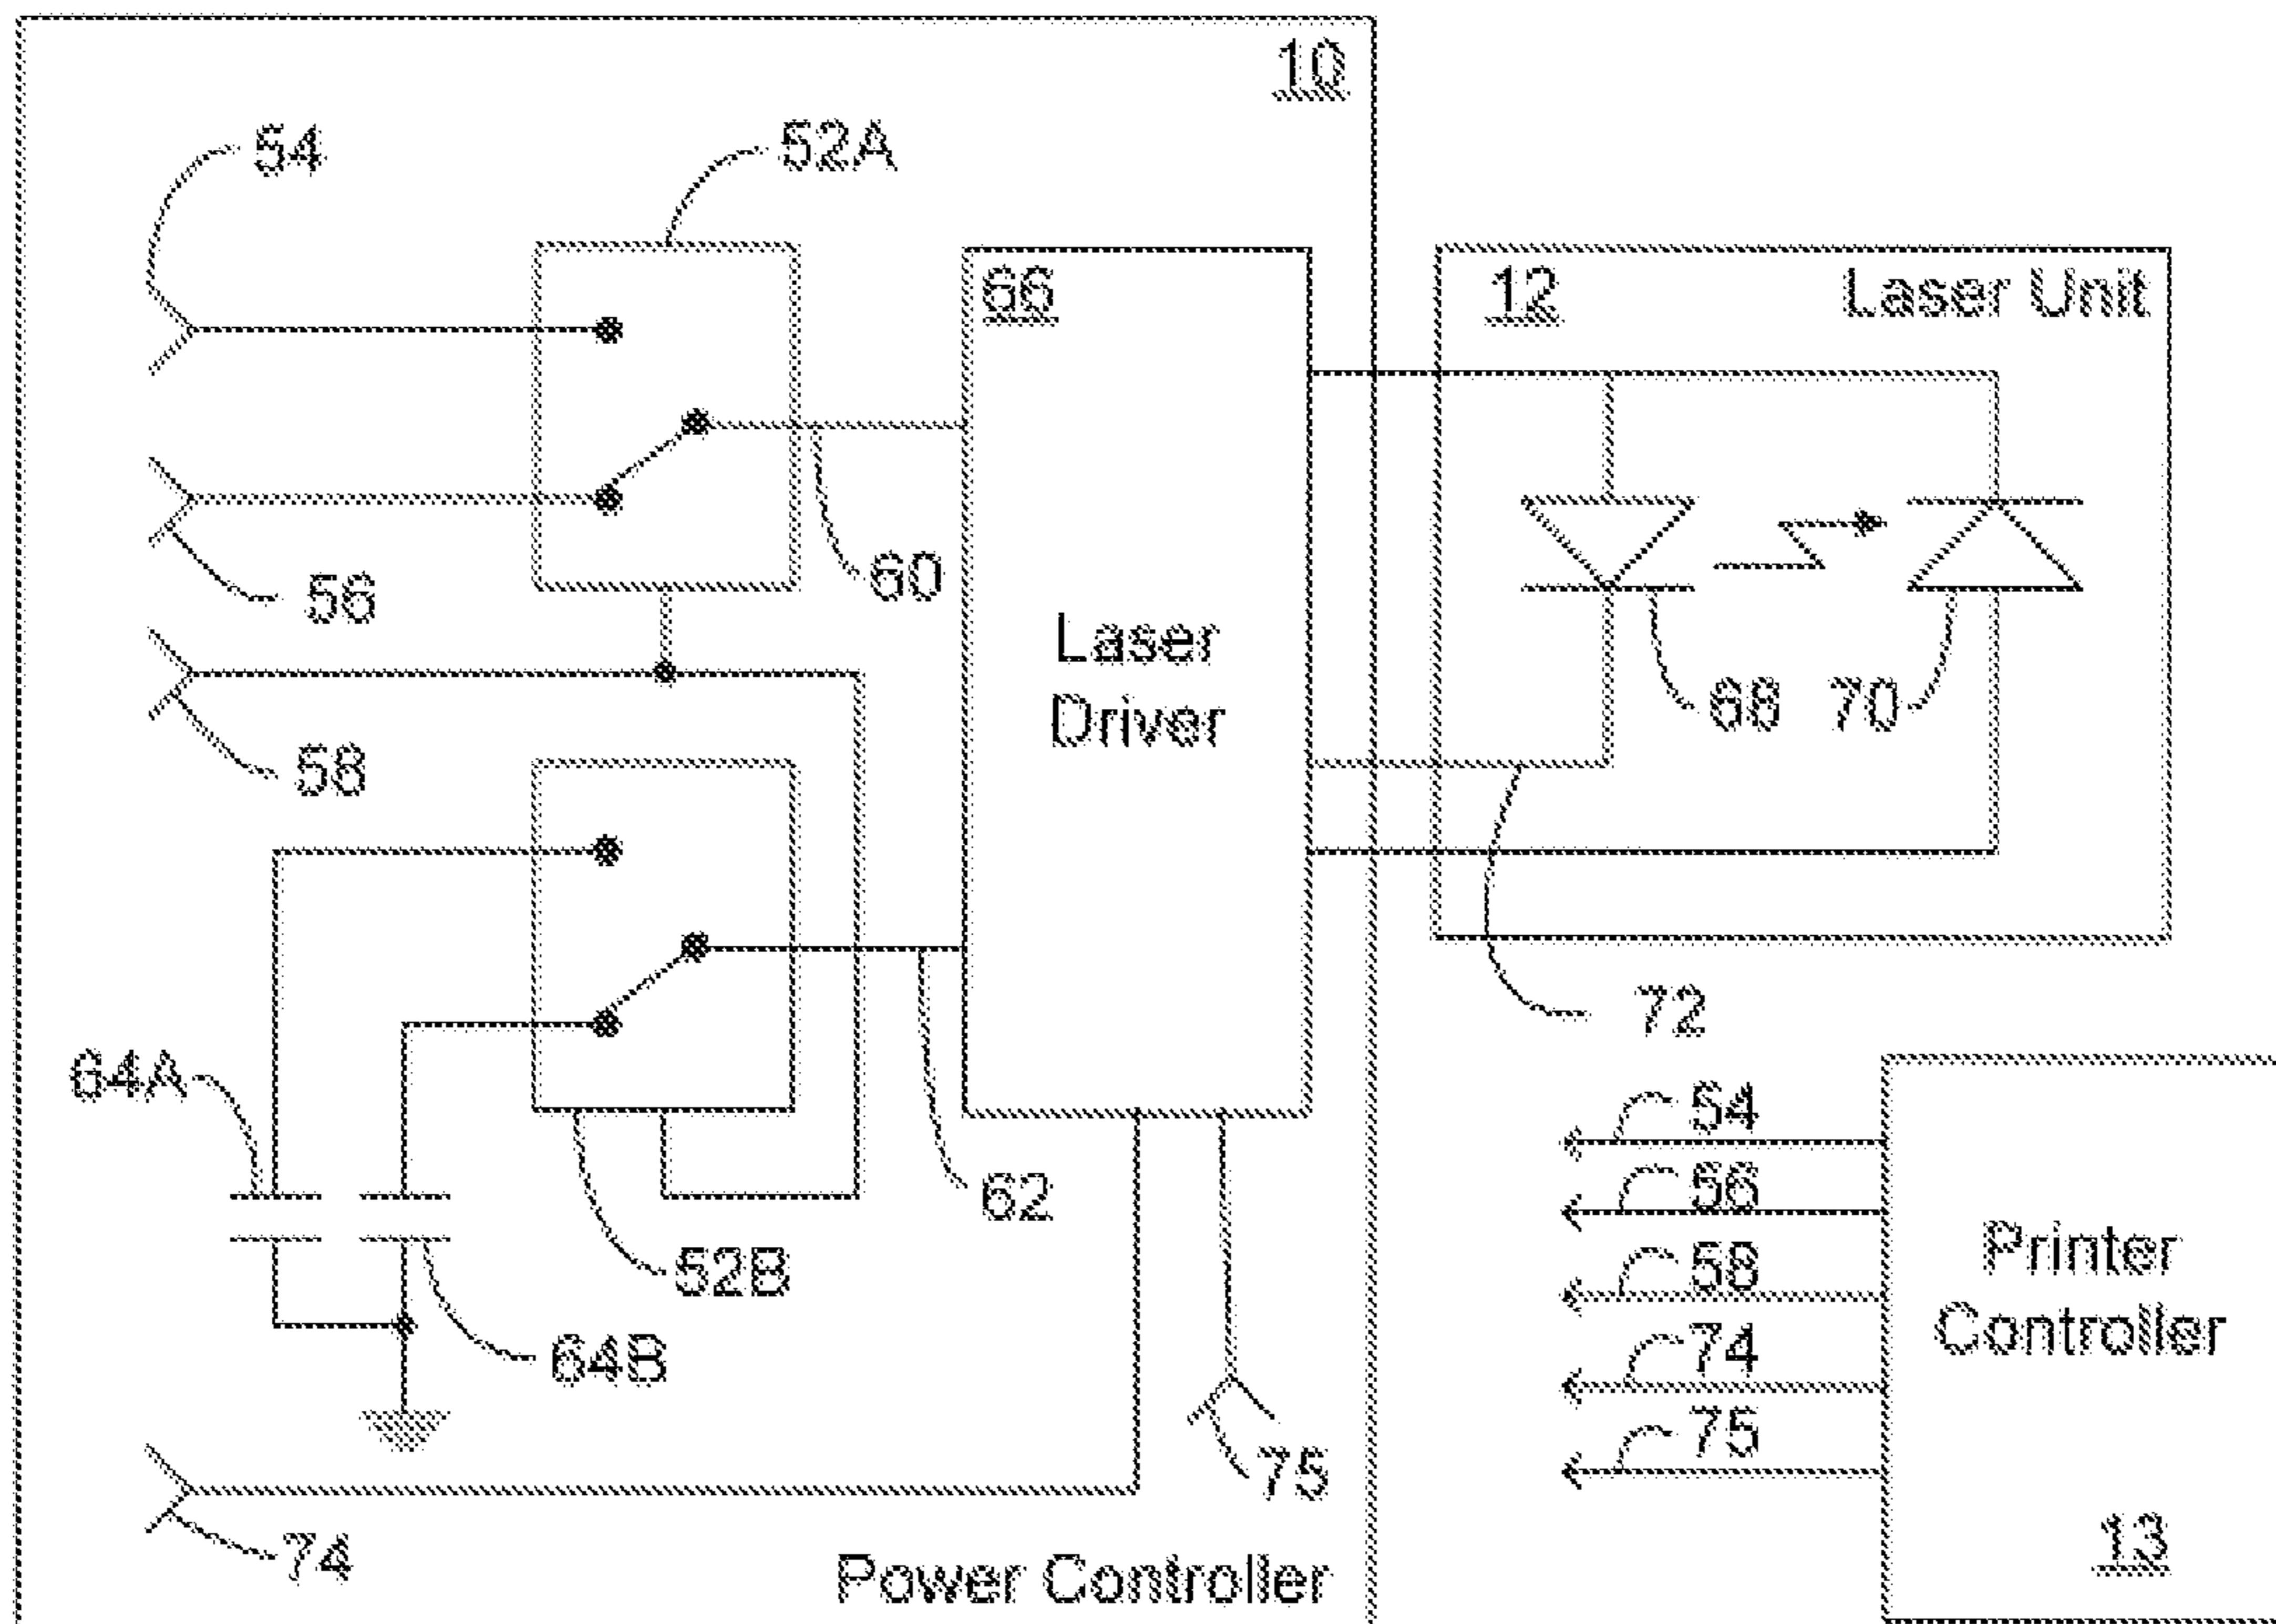 10
54
52A
66
12
Laser Unit
56
60
Laser
Driver
68
70
58
72
64A
54
62
56
52B
58
Printer
Controller
64B
74
75
75
74
13
Power Controller